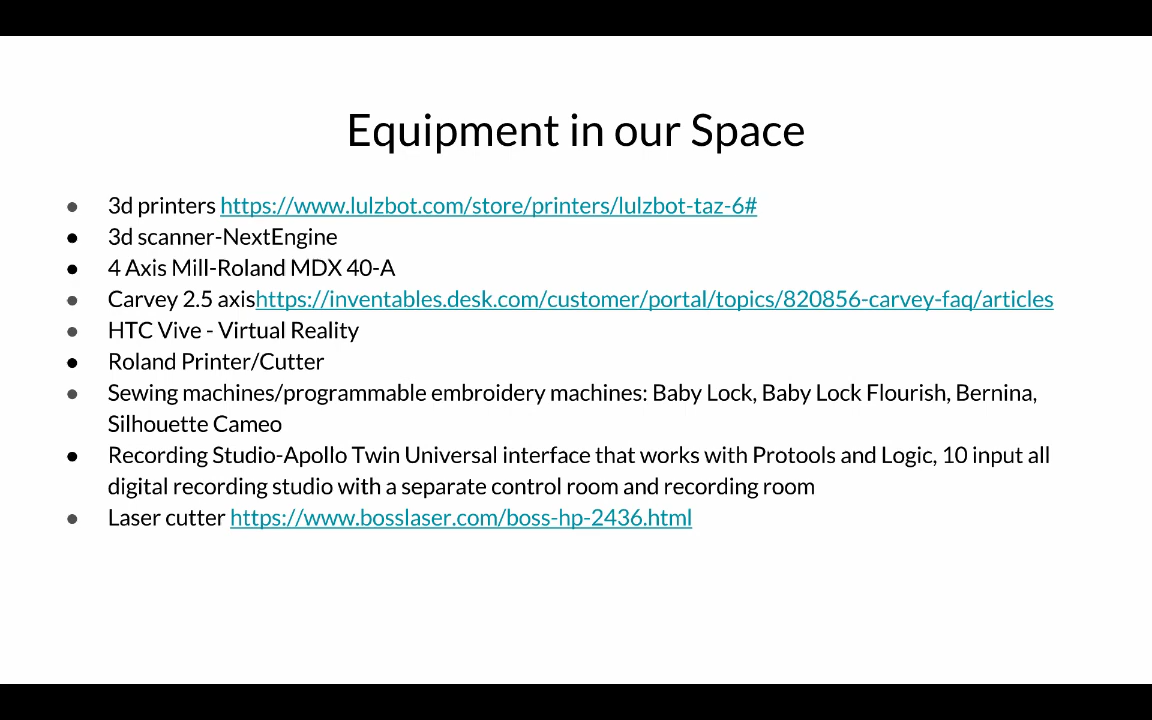 Equipment in our Space
● 3d printers https://www.lulzbot.com/store/printers/lulzbot-taz-6#
● 3d scanner-NextEngine
● 4 Axis Mill-Roland MDX 40-A
● Carvey 2.5 axishttps://inventables.desk.com/customer/portal/topics/820856-carvey-faq/articles
● HTC Vive - Virtual Reality
● Roland Printer/Cutter
● Sewing machines/programmable embroidery machines: Baby Lock, Baby Lock Flourish, Bernina,
Silhouette Cameo
● Recording Studio-Apollo Twin Universal interface that works with Protools and Logic, 10 input all
digital recording studio with a separate control room and recording room
● Laser cutter https://www.bosslaser.com/boss-hp-2436.html